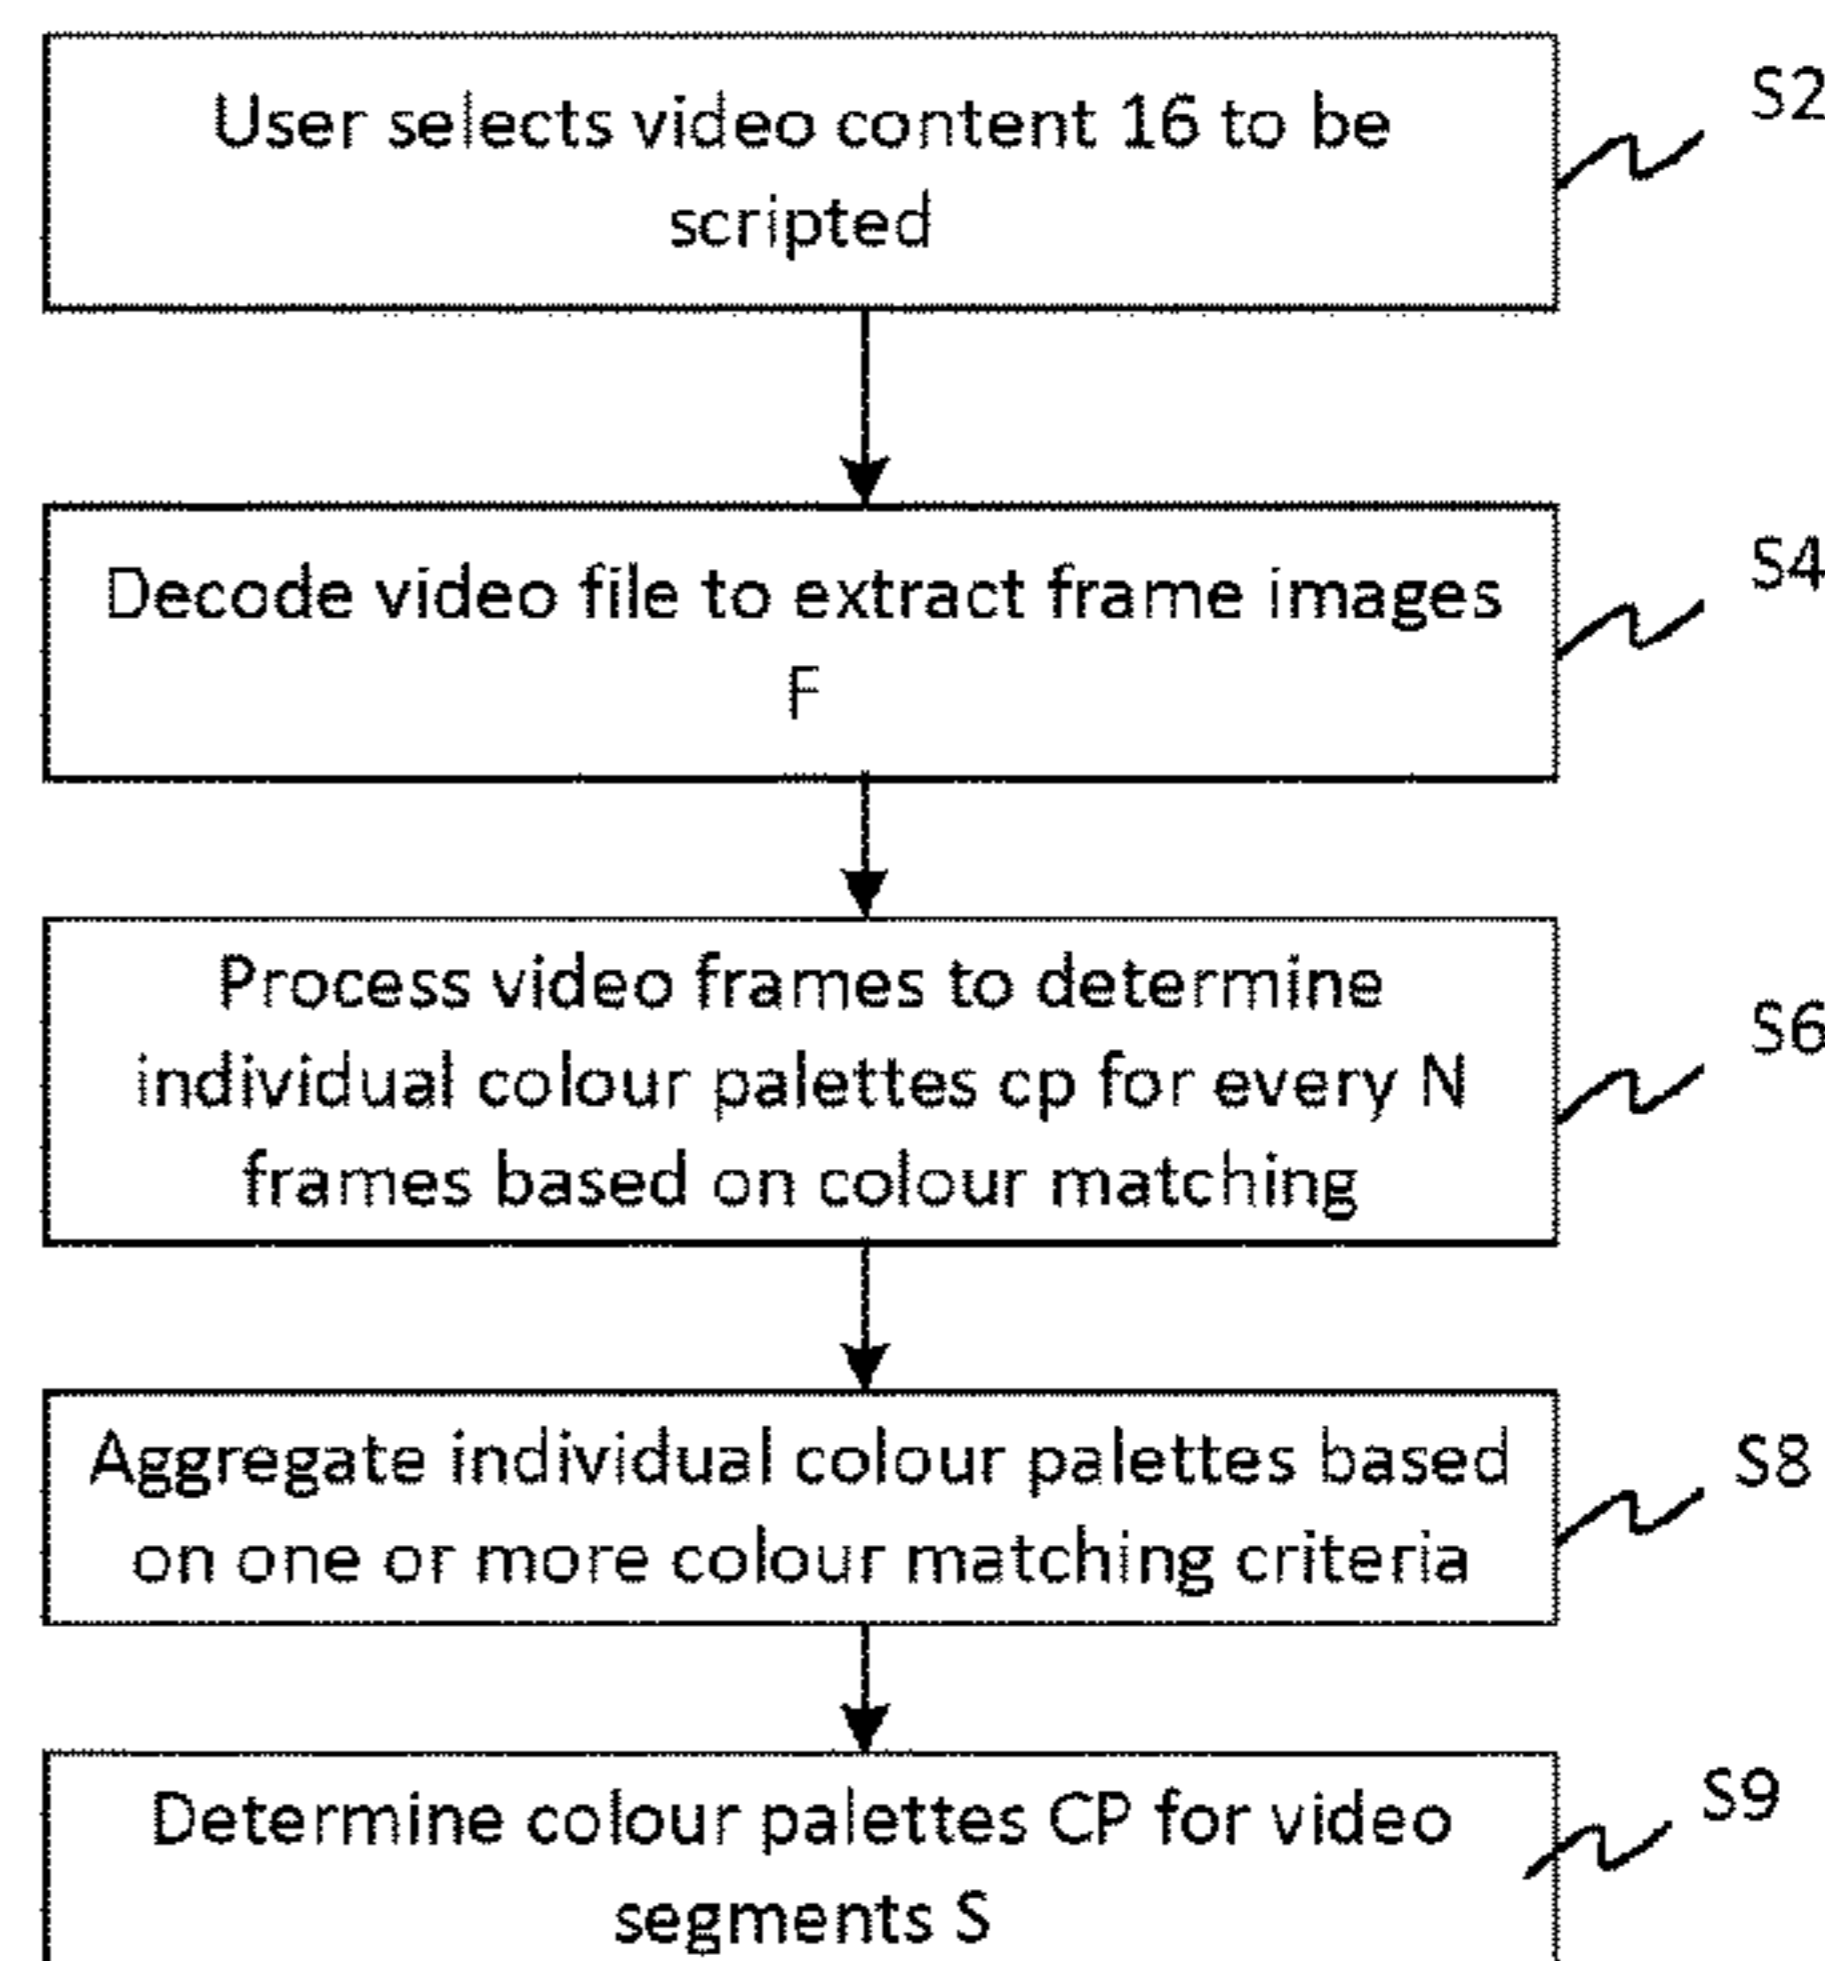 User selects video content 16 to be
scripted
S2
Decode video file to extract frame images
F
S4
Process video frames to determine
individual colour palettes cp for every N
frames based on colour matching
S6
Aggregate individual colour palettes based
on one or more colour matching criteria
S8
Determine colour palettes CP for video
segments S
S9